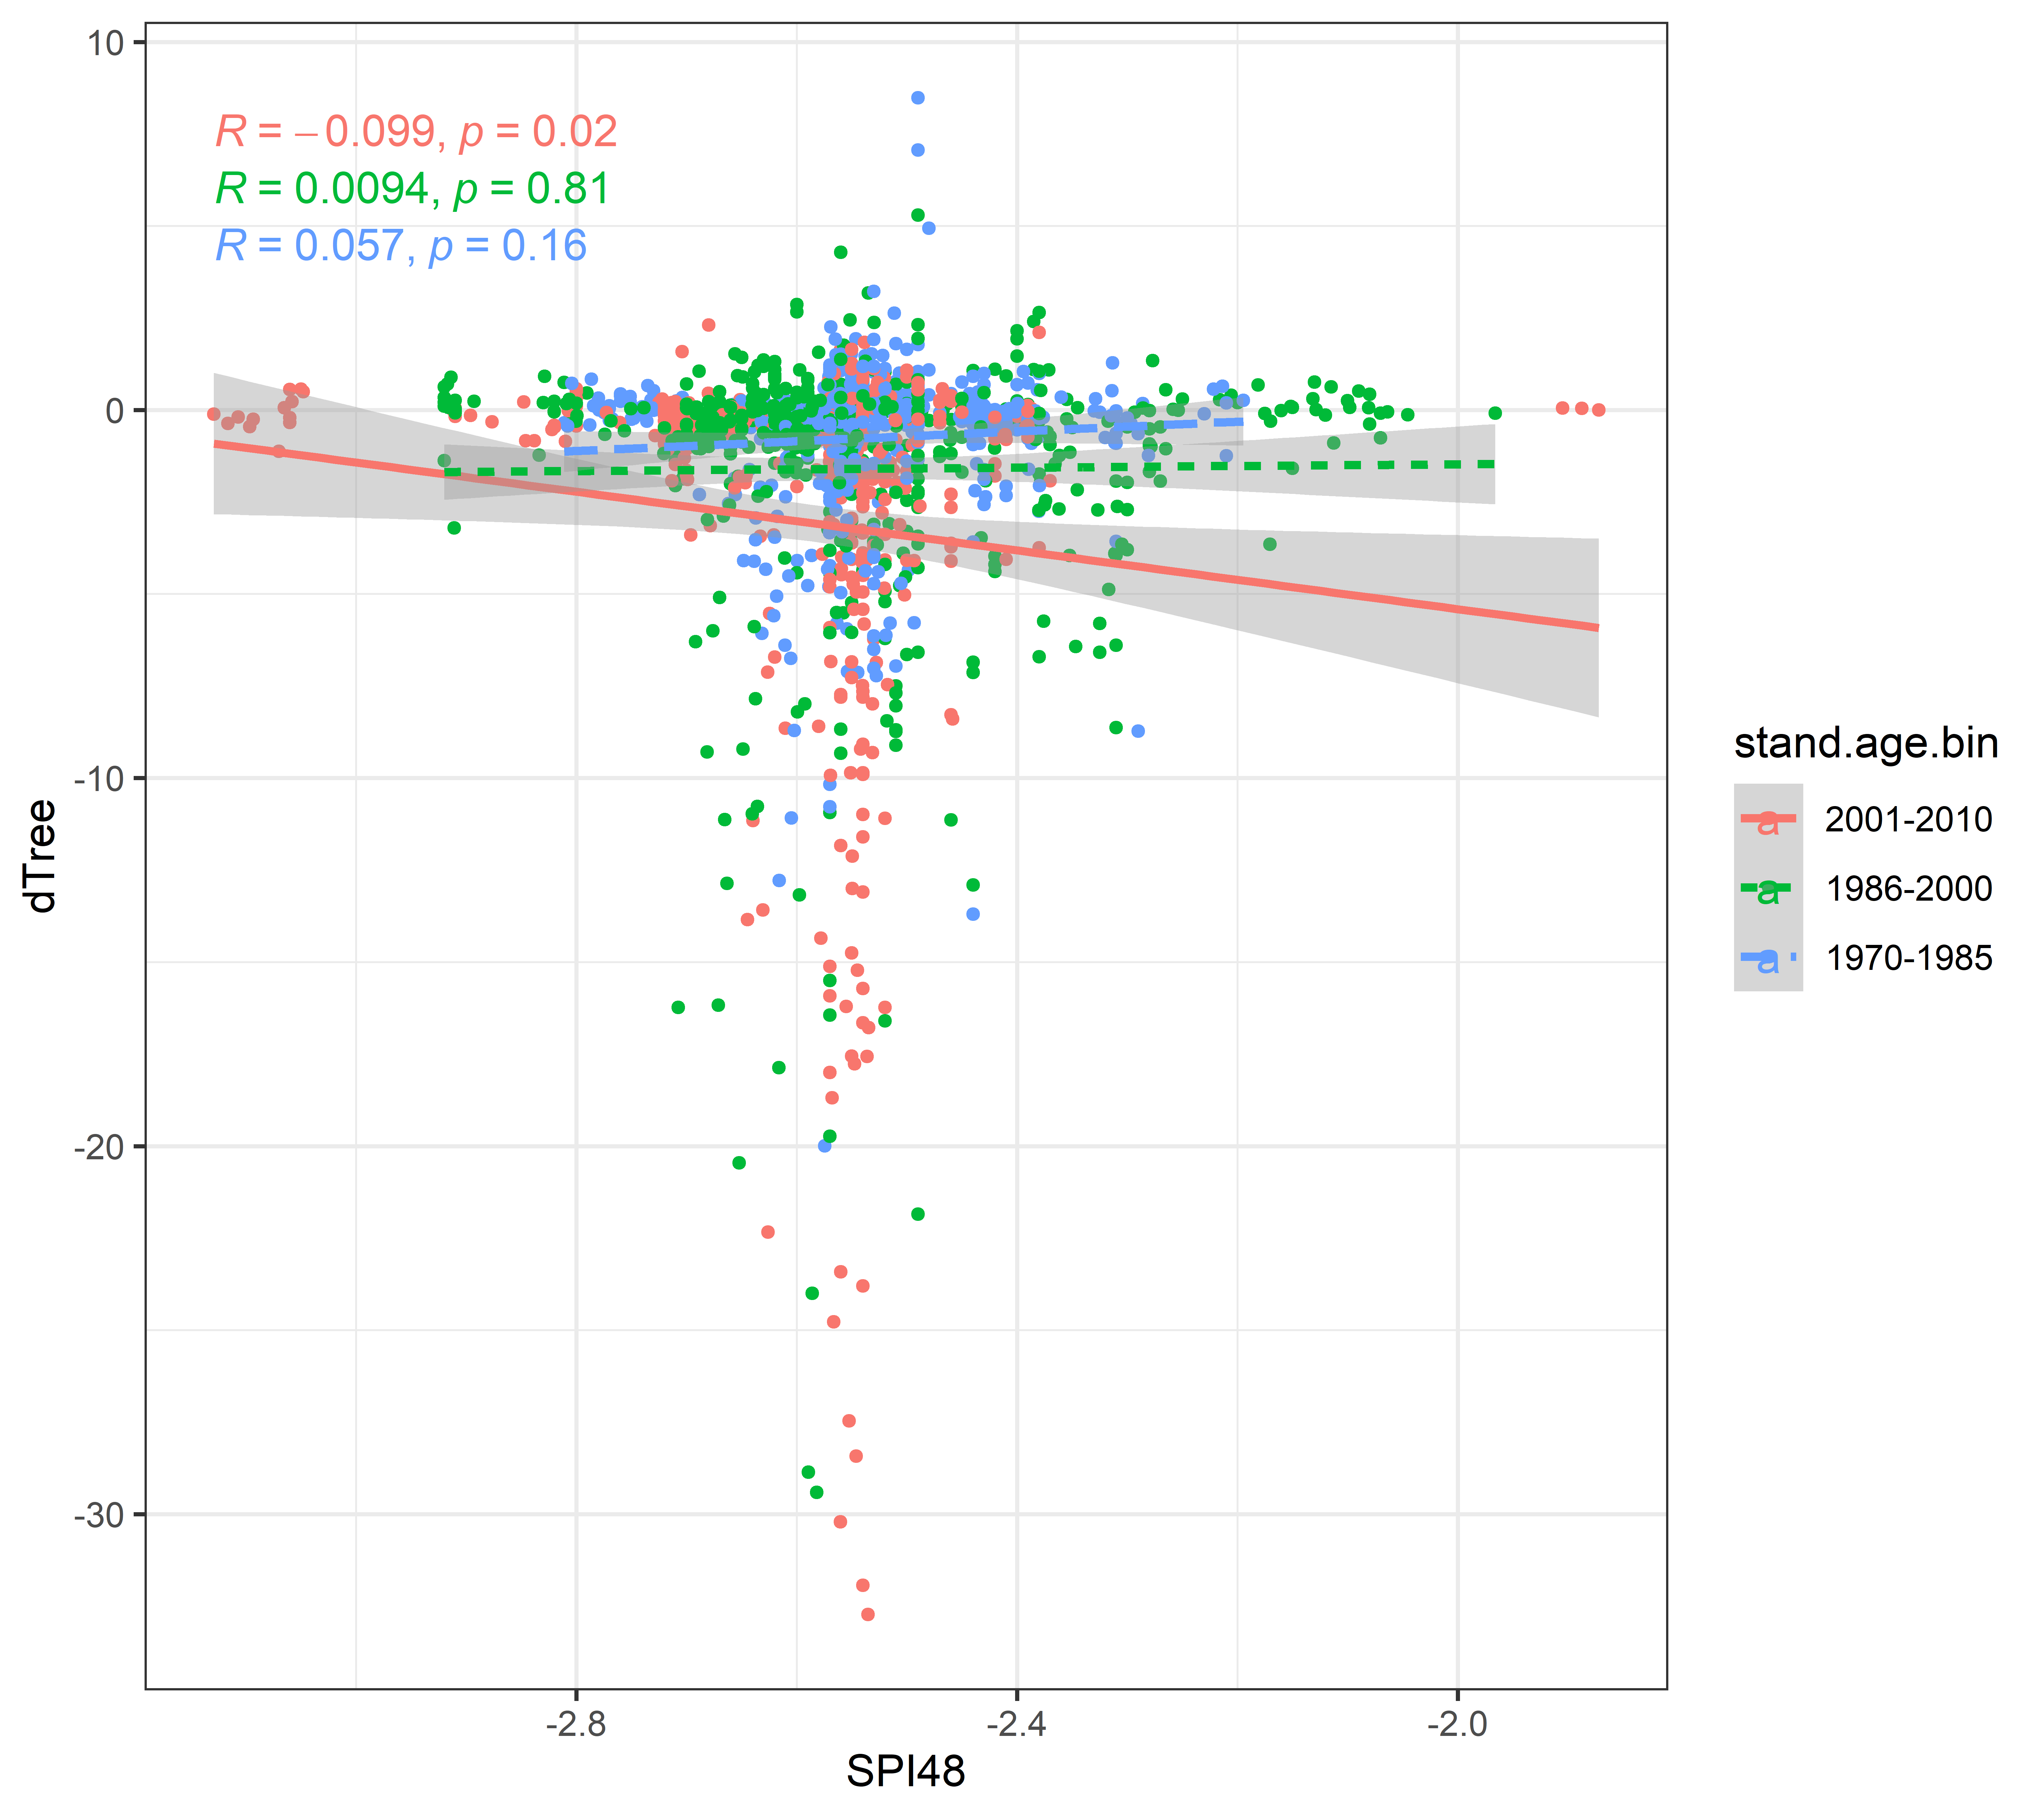 10
R = −0.099, p = 0.02
R = 0.0094, p = 0.81
R = 0.057, p = 0.16
0
-10
-20
-30
dTree
-2.8
-2.4
-2.0
SPI48
stand.age.bin
a 2001-2010
a 1986-2000
a 1970-1985